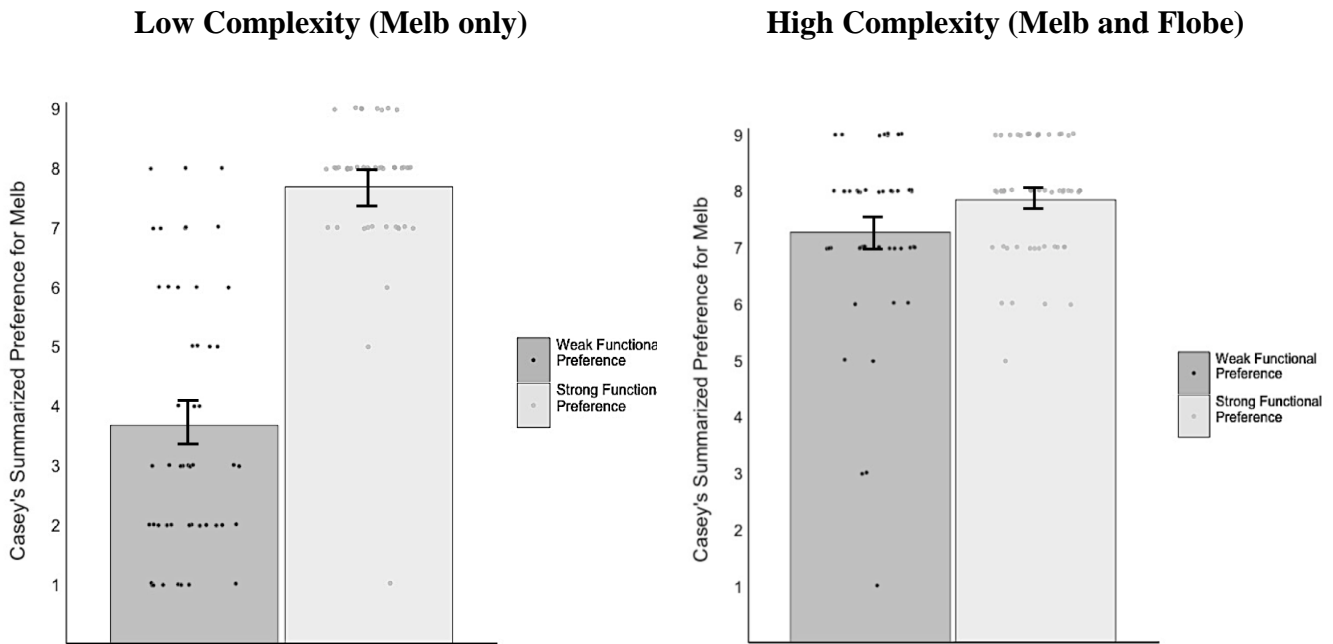 Low Complexity (Melb only)
High Complexity (Melb and Flobe)
Casey's Summarized Preference for Melb
9
8
7
6
5
4
3
2
1
Weak Functiona
Preference
Strong Function
Preference
Casey's Summarized Preference for Melb
9
8
7
6
5
4
3
2
1
Weak Functional
Preference
Strong Functional
Preference